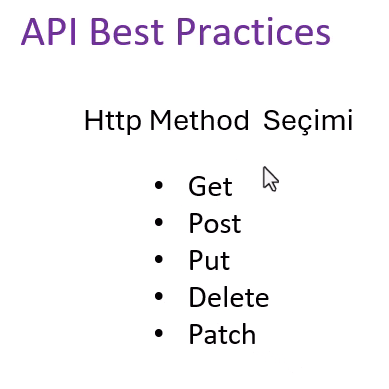 API Best Practices
Http Method Seçimi
• Get
• Post
• Put
• Delete
• Patch